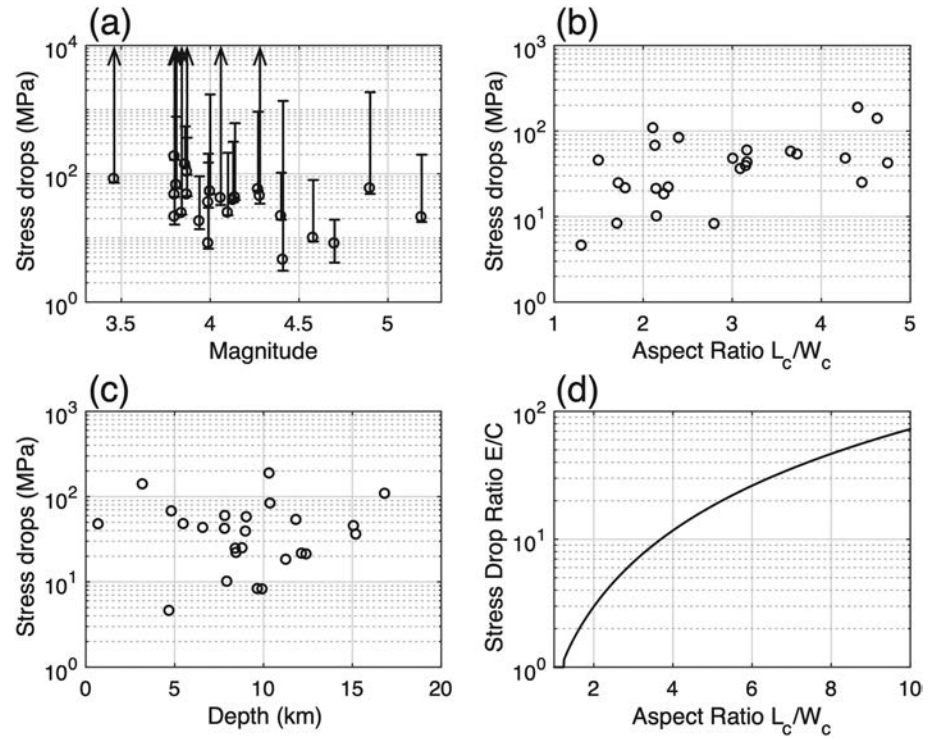 (a)
10^4
10^2
10^0
Stress drops (MPa)
3.5 4 4.5 5
Magnitude
(b)
10^3
10^2
10^1
10^0
Stress drops (MPa)
1 2 3 4 5
Aspect Ratio L_c/W_c
(c)
10^3
10^2
10^1
10^0
Stress drops (MPa)
0 5 10 15 20
Depth (km)
(d)
10^2
10^1
10^0
Stress Drop Ratio E/C
2 4 6 8 10
Aspect Ratio L_c/W_c